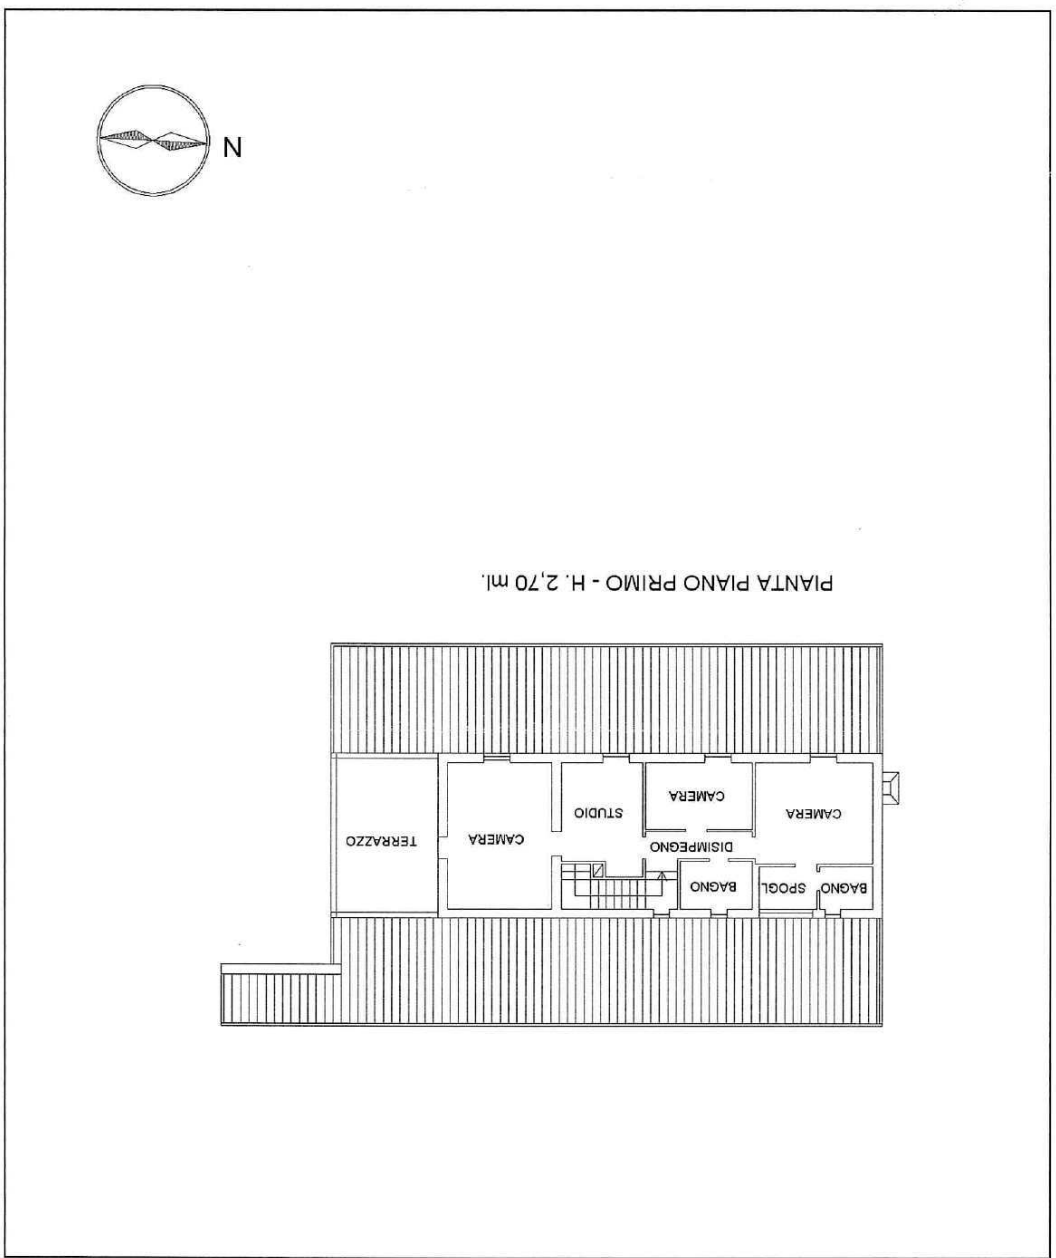 N
PIANTA PIANO PRIMO - H. 2,70 ml.
CAMERA
CAMERA
STUDIO
CAMERA
TERRAZZO
DISIMPEGNO
BAGNO
SPOGL
BAGNO